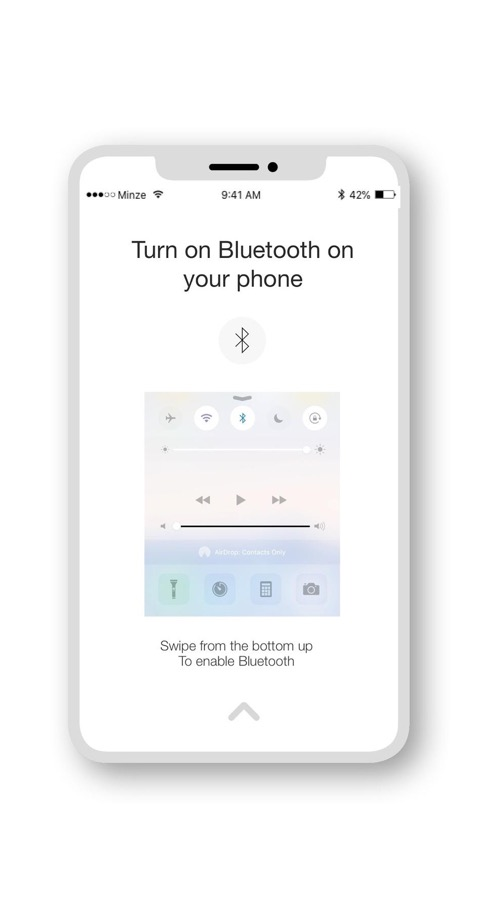 Minze 9:41 AM 42%
Turn on Bluetooth on
your phone
AirDrop: Contacts Only
Swipe from the bottom up
To enable Bluetooth